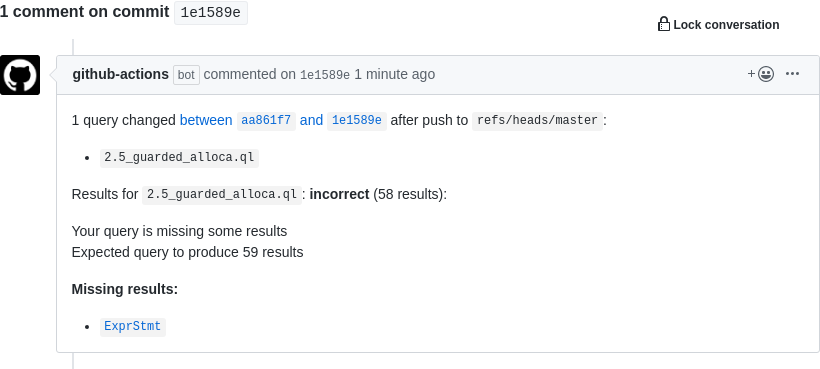 1 comment on commit 1e1589e
Lock conversation
github-actions bot commented on 1e1589e 1 minute ago
1 query changed between aa861f7 and 1e1589e after push to refs/heads/master:
2.5_guarded_alloca.ql
Results for 2.5_guarded_alloca.ql: incorrect (58 results):
Your query is missing some results
Expected query to produce 59 results
Missing results:
ExprStmt